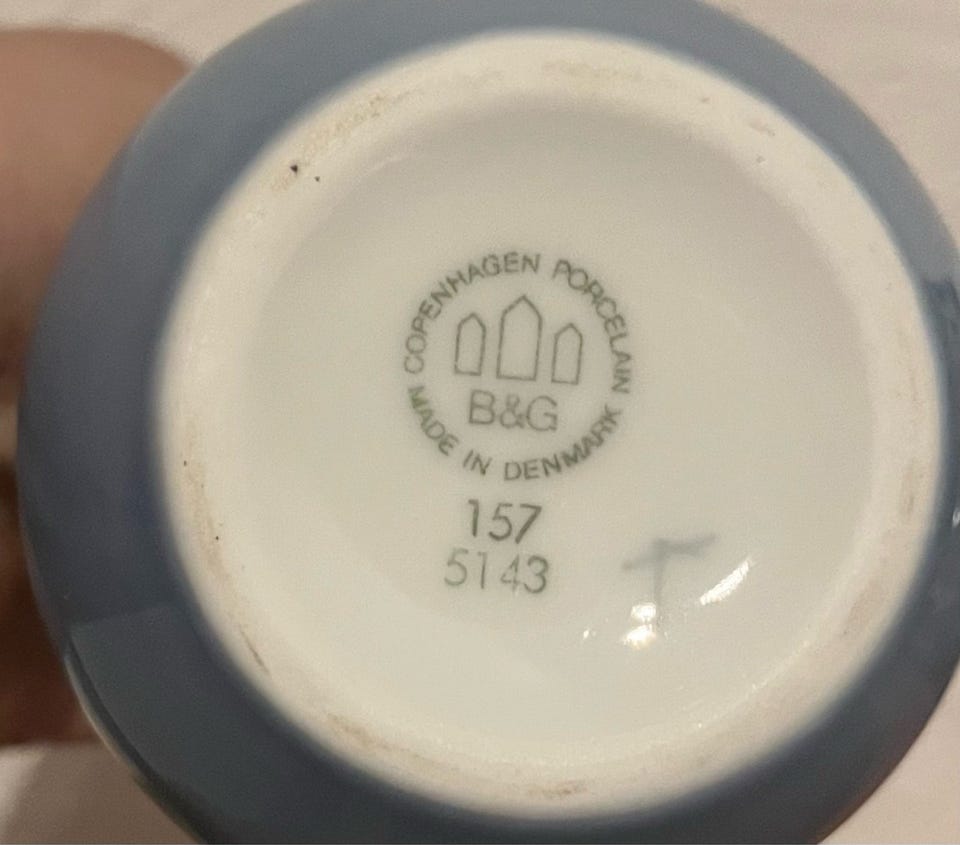 COPENHAGEN PORCELAIN
MADE IN DENMARK
B&G
157
5143
T